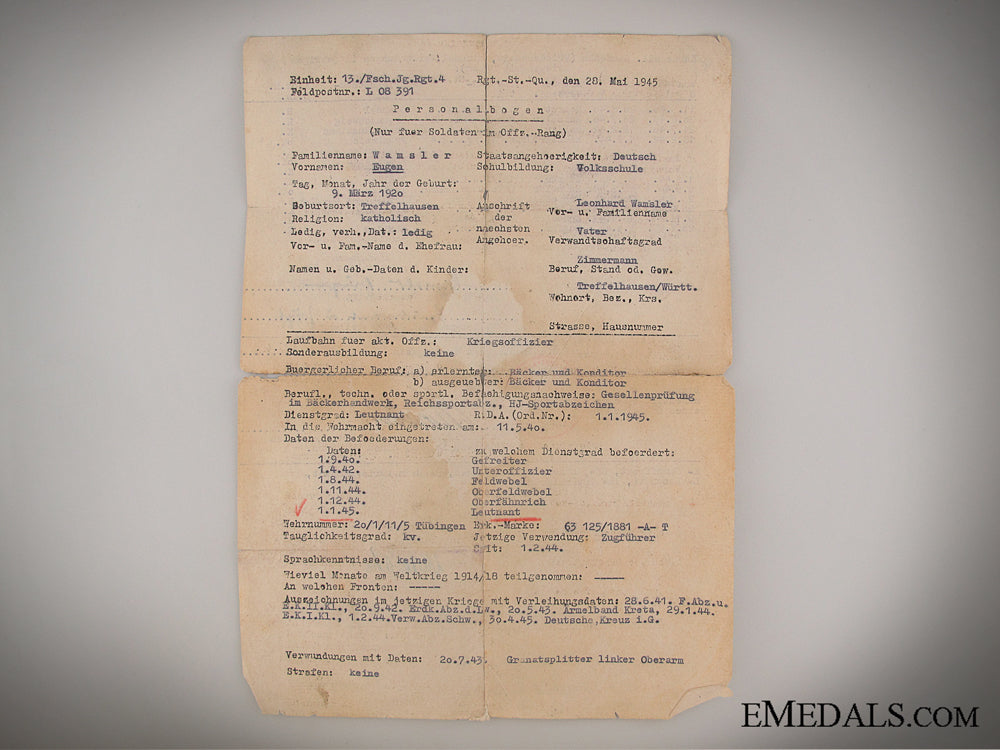 Einheit: 13./Fsch.Jg.Rgt.4 Rgt.-St.-Qu., den 28. Mai 1945
Feldpostnr.: L 08 391
Personalbogen
(Nur fuer Soldaten im Offz.-Rang)
Familienname: Wamsler Staatsangehoerigkeit: Deutsch
Vornamen: Eugen Schulbildung: Volksschule
Tag, Monat, Jahr der Geburt:
9. März 1920
Geburtsort: Treffelhausen Anschrift Leonhard Wamsler
Religion: katholisch der Vor- u. Familienname
Ledig, verh., Dat.: ledig naechsten Vater
Vor- u. Fam.-Name d. Ehefrau: Angehoer. Verwandtschaftsgrad
Zimmermann
Namen u. Geb.-Daten d. Kinder: Beruf, Stand od. Gew.
Treffelhausen/Württ.
Wohnort, Bez., Krs.
Strasse, Hausnummer
Laufbahn fuer akt. Offz.: Kriegsoffizier
Sonderausbildung: keine
Buergerlicher Beruf: a) erlernter: Bäcker und Konditor
b) ausgeuebter: Bäcker und Konditor
Berufl., techn. oder sportl. Befaehigungsnachweise: Gesellenprüfung
im Bäckerhandwerk, Reichssportabz., HJ-Sportabzeichen
Dienstgrad: Leutnant R.D.A.(Ord.Nr.): 1.1.1945.
In die Wehrmacht eingetreten am: 11.5.40.
Daten der Befoerderungen:
Daten: zu welchem Dienstgrad befoerdert:
1.9.40. Gefreiter
1.4.42. Unteroffizier
1.8.44. Feldwebel
1.11.44. Oberfeldwebel
1.12.44. Oberfähnrich
1.1.45. Leutnant
Wehrnummer: 20/1/11/5 Tübingen Erk.-Marke: 63 125/1881 -A- T
Tauglichkeitsgrad: kv. Jetzige Verwendung: Zugführer
Seit: 1.2.44.
Sprachkenntnisse: keine
Wieviel Monate am Weltkrieg 1914/18 teilgenommen: -----
An welchen Fronten: -----
Auszeichnungen im jetzigen Kriege mit Verleihungsdaten: 28.6.41. F.Abz.u.
E.K.II.Kl., 20.9.42. Erdk.Abz.d.Lw., 20.5.43. Ärmelband Kreta, 29.1.44.
E.K.I.Kl., 1.2.44.Verw.Abz.Schw., 30.4.45. Deutsche Kreuz i.G.
Verwundungen mit Daten: 20.7.43. Granatsplitter linker Oberarm
Strafen: keine
EMEDALS.COM